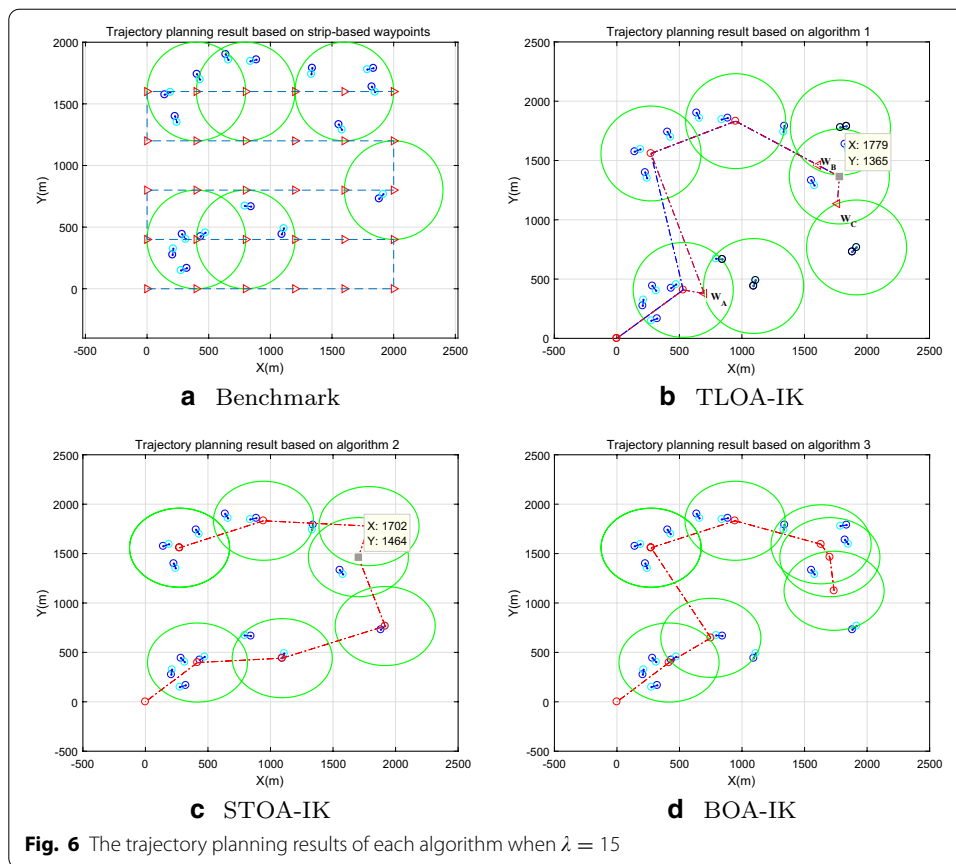 Trajectory planning result based on strip-based waypoints
2000
1500
1000
500
0
Y(m)
-500
0
500
1000
1500
2000
2500
X(m)
a Benchmark
Trajectory planning result based on algorithm 1
2500
2000
1500
1000
500
0
-500
Y(m)
X: 1779
Y: 1365
W_B
W_C
W_A
-500
0
500
1000
1500
2000
2500
X(m)
b TLOA-IK
Trajectory planning result based on algorithm 2
2500
2000
1500
1000
500
0
-500
Y(m)
X: 1702
Y: 1464
-500
0
500
1000
1500
2000
2500
X(m)
c STOA-IK
Trajectory planning result based on algorithm 3
2500
2000
1500
1000
500
0
-500
Y(m)
-500
0
500
1000
1500
2000
2500
X(m)
d BOA-IK
Fig. 6 The trajectory planning results of each algorithm when λ = 15